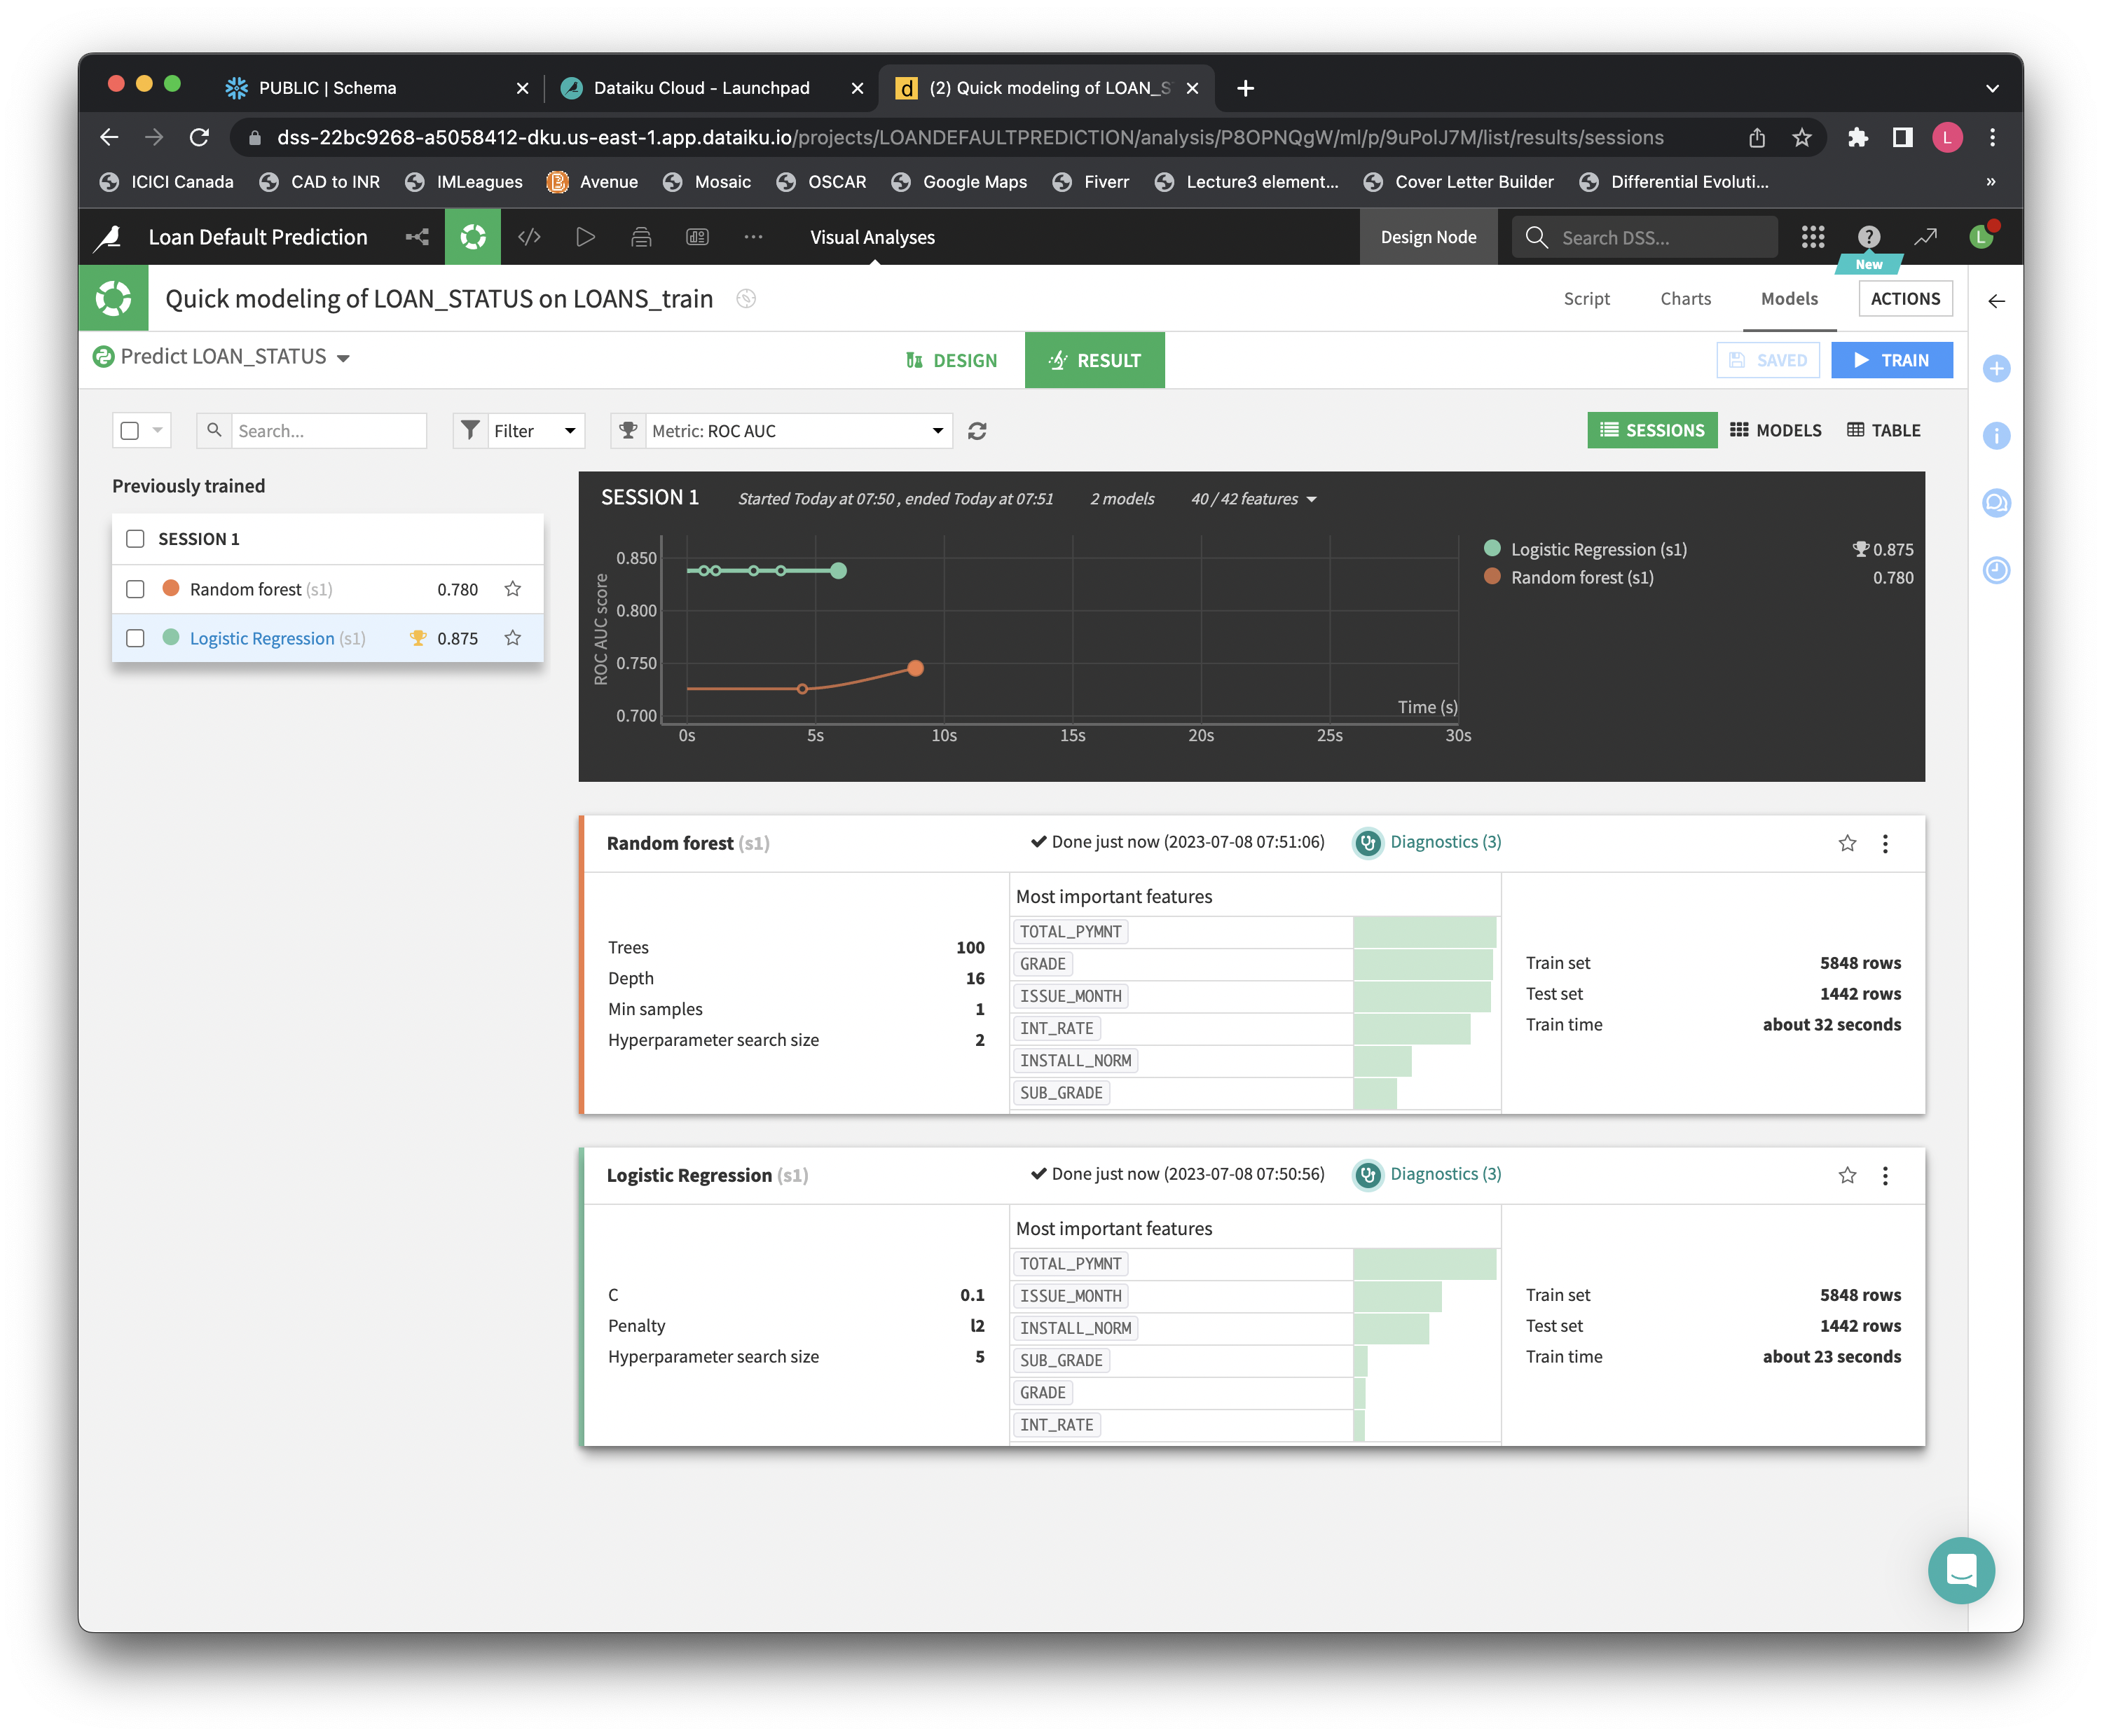 PUBLIC | Schema
Dataiku Cloud - Launchpad
d (2) Quick modeling of LOAN_S
dss-22bc9268-a5058412-dku.us-east-1.app.dataiku.io/projects/LOANDEFAULTPREDICTION/analysis/P8OPNQgW/ml/p/9uPolJ7M/list/results/sessions
L
ICICI Canada CAD to INR IMLeagues Avenue Mosaic OSCAR Google Maps Fiverr Lecture3 element... Cover Letter Builder Differential Evoluti... »
Loan Default Prediction ... Visual Analyses Design Node Search DSS... ? L
New
Quick modeling of LOAN_STATUS on LOANS_train Script Charts Models ACTIONS
Predict LOAN_STATUS DESIGN RESULT SAVED TRAIN
Search... Filter Metric: ROC AUC SESSIONS MODELS TABLE
Previously trained
SESSION 1
Random forest (s1) 0.780
Logistic Regression (s1) 0.875
SESSION 1 Started Today at 07:50 , ended Today at 07:51 2 models 40 / 42 features
ROC AUC score
0.850
0.800
0.750
0.700
Time (s)
0s 5s 10s 15s 20s 25s 30s
Logistic Regression (s1) 0.875
Random forest (s1) 0.780
Random forest (s1) Done just now (2023-07-08 07:51:06) Diagnostics (3)
Trees 100
Depth 16
Min samples 1
Hyperparameter search size 2
Most important features
TOTAL_PYMNT
GRADE
ISSUE_MONTH
INT_RATE
INSTALL_NORM
SUB_GRADE
Train set 5848 rows
Test set 1442 rows
Train time about 32 seconds
Logistic Regression (s1) Done just now (2023-07-08 07:50:56) Diagnostics (3)
C 0.1
Penalty l2
Hyperparameter search size 5
Most important features
TOTAL_PYMNT
ISSUE_MONTH
INSTALL_NORM
SUB_GRADE
GRADE
INT_RATE
Train set 5848 rows
Test set 1442 rows
Train time about 23 seconds